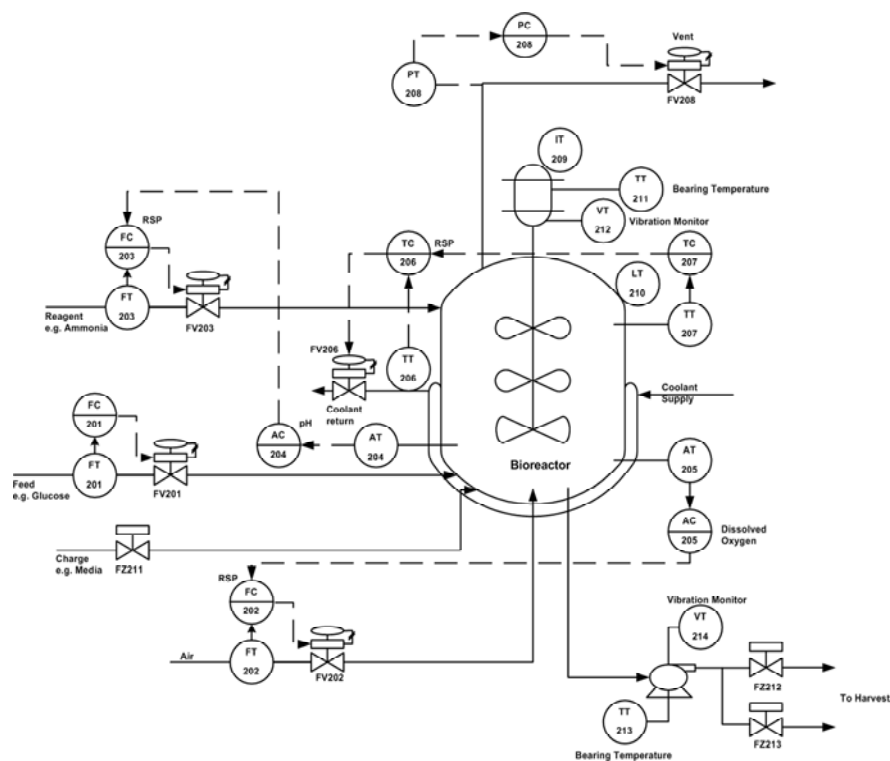 PC
208
Vent
PT
208
FV208
IT
209
TT
211
Bearing Temperature
VT
212
Vibration Monitor
RSP
FC
203
TC
206
RSP
TC
207
LT
210
FT
203
Reagent
e.g. Ammonia
FV203
TT
207
FV206
TT
206
Coolant
return
Coolant
Supply
FC
201
pH
AC
204
AT
204
AT
205
Bioreactor
Feed
e.g. Glucose
FT
201
FV201
AC
205
Dissolved
Oxygen
Charge
e.g. Media
FZ211
RSP
FC
202
Vibration Monitor
VT
214
Air
FT
202
FV202
FZ212
To Harvest
TT
213
FZ213
Bearing Temperature